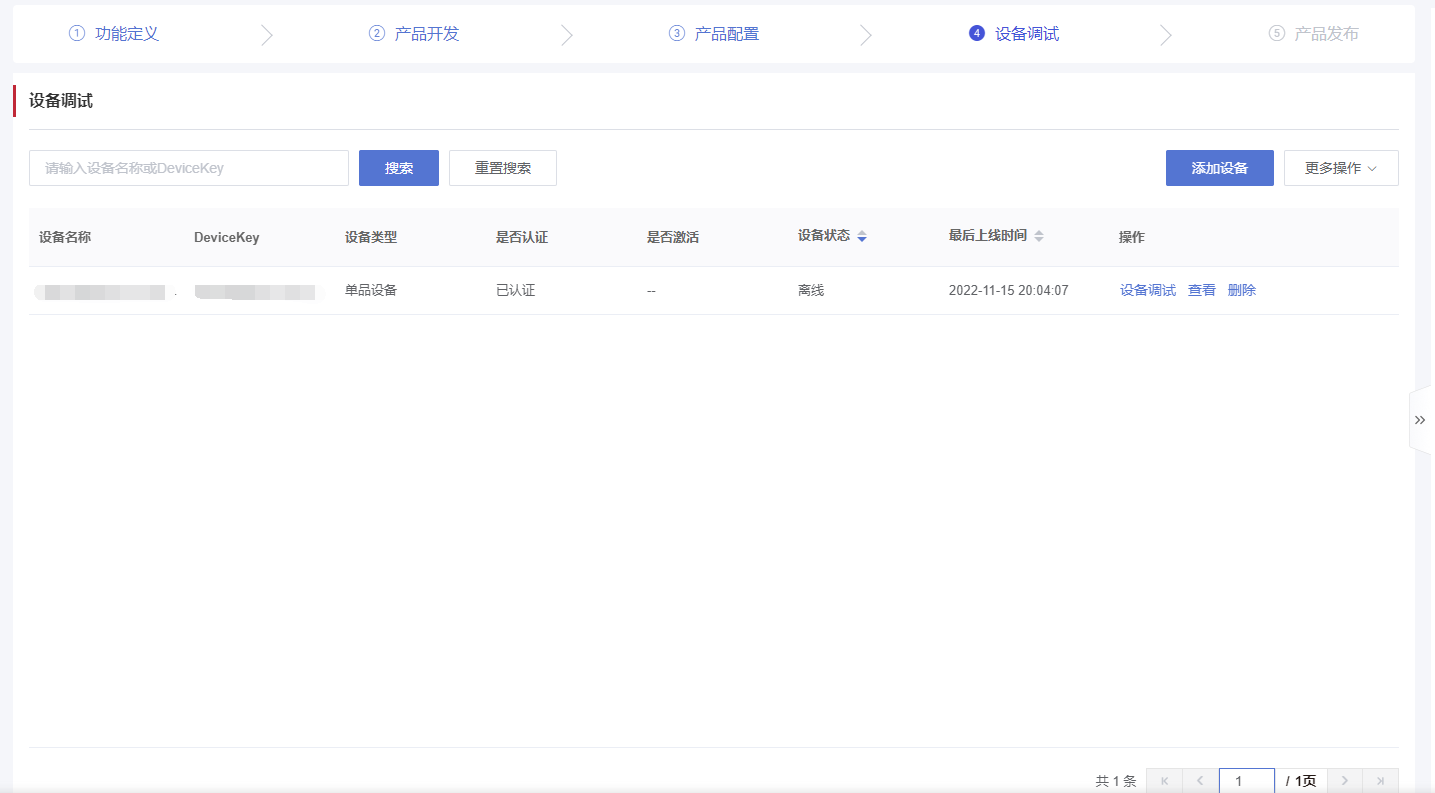 ① 功能定义 ② 产品开发 ③ 产品配置 4 设备调试 ⑤ 产品发布
设备调试
请输入设备名称或DeviceKey 搜索 重置搜索 添加设备 更多操作
设备名称 DeviceKey 设备类型 是否认证 是否激活 设备状态 最后上线时间 操作
单品设备 已认证 -- 离线 2022-11-15 20:04:07 设备调试 查看 删除
共 1 条 1 / 1页